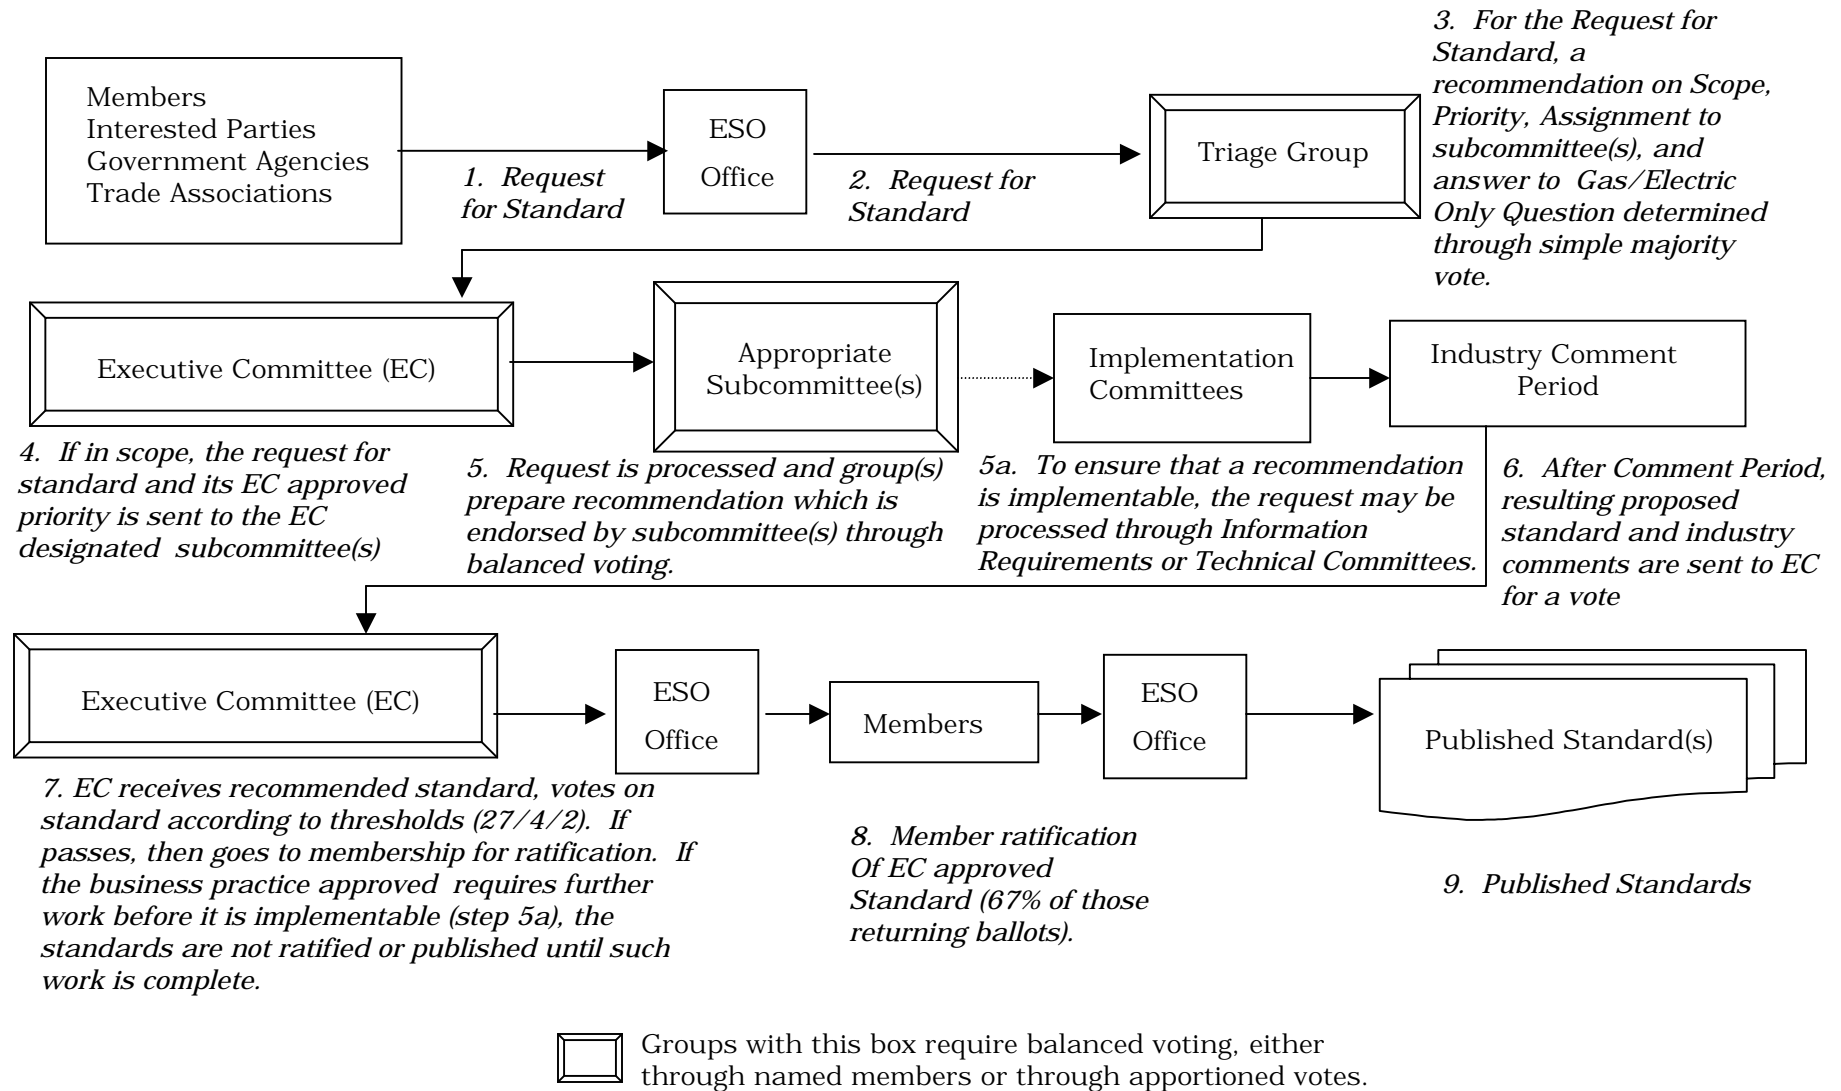 Members
Interested Parties
Government Agencies
Trade Associations
1. Request
for Standard
ESO
Office
2. Request for
Standard
Triage Group
3. For the Request for
Standard, a
recommendation on Scope,
Priority, Assignment to
subcommittee(s), and
answer to Gas/Electric
Only Question determined
through simple majority
vote.
Executive Committee (EC)
Appropriate
Subcommittee(s)
Implementation
Committees
Industry Comment
Period
4. If in scope, the request for
standard and its EC approved
priority is sent to the EC
designated subcommittee(s)
5. Request is processed and group(s)
prepare recommendation which is
endorsed by subcommittee(s) through
balanced voting.
5a. To ensure that a recommendation
is implementable, the request may be
processed through Information
Requirements or Technical Committees.
6. After Comment Period,
resulting proposed
standard and industry
comments are sent to EC
for a vote
Executive Committee (EC)
ESO
Office
Members
ESO
Office
Published Standard(s)
7. EC receives recommended standard, votes on
standard according to thresholds (27/4/2). If
passes, then goes to membership for ratification. If
the business practice approved requires further
work before it is implementable (step 5a), the
standards are not ratified or published until such
work is complete.
8. Member ratification
Of EC approved
Standard (67% of those
returning ballots).
9. Published Standards
Groups with this box require balanced voting, either
through named members or through apportioned votes.